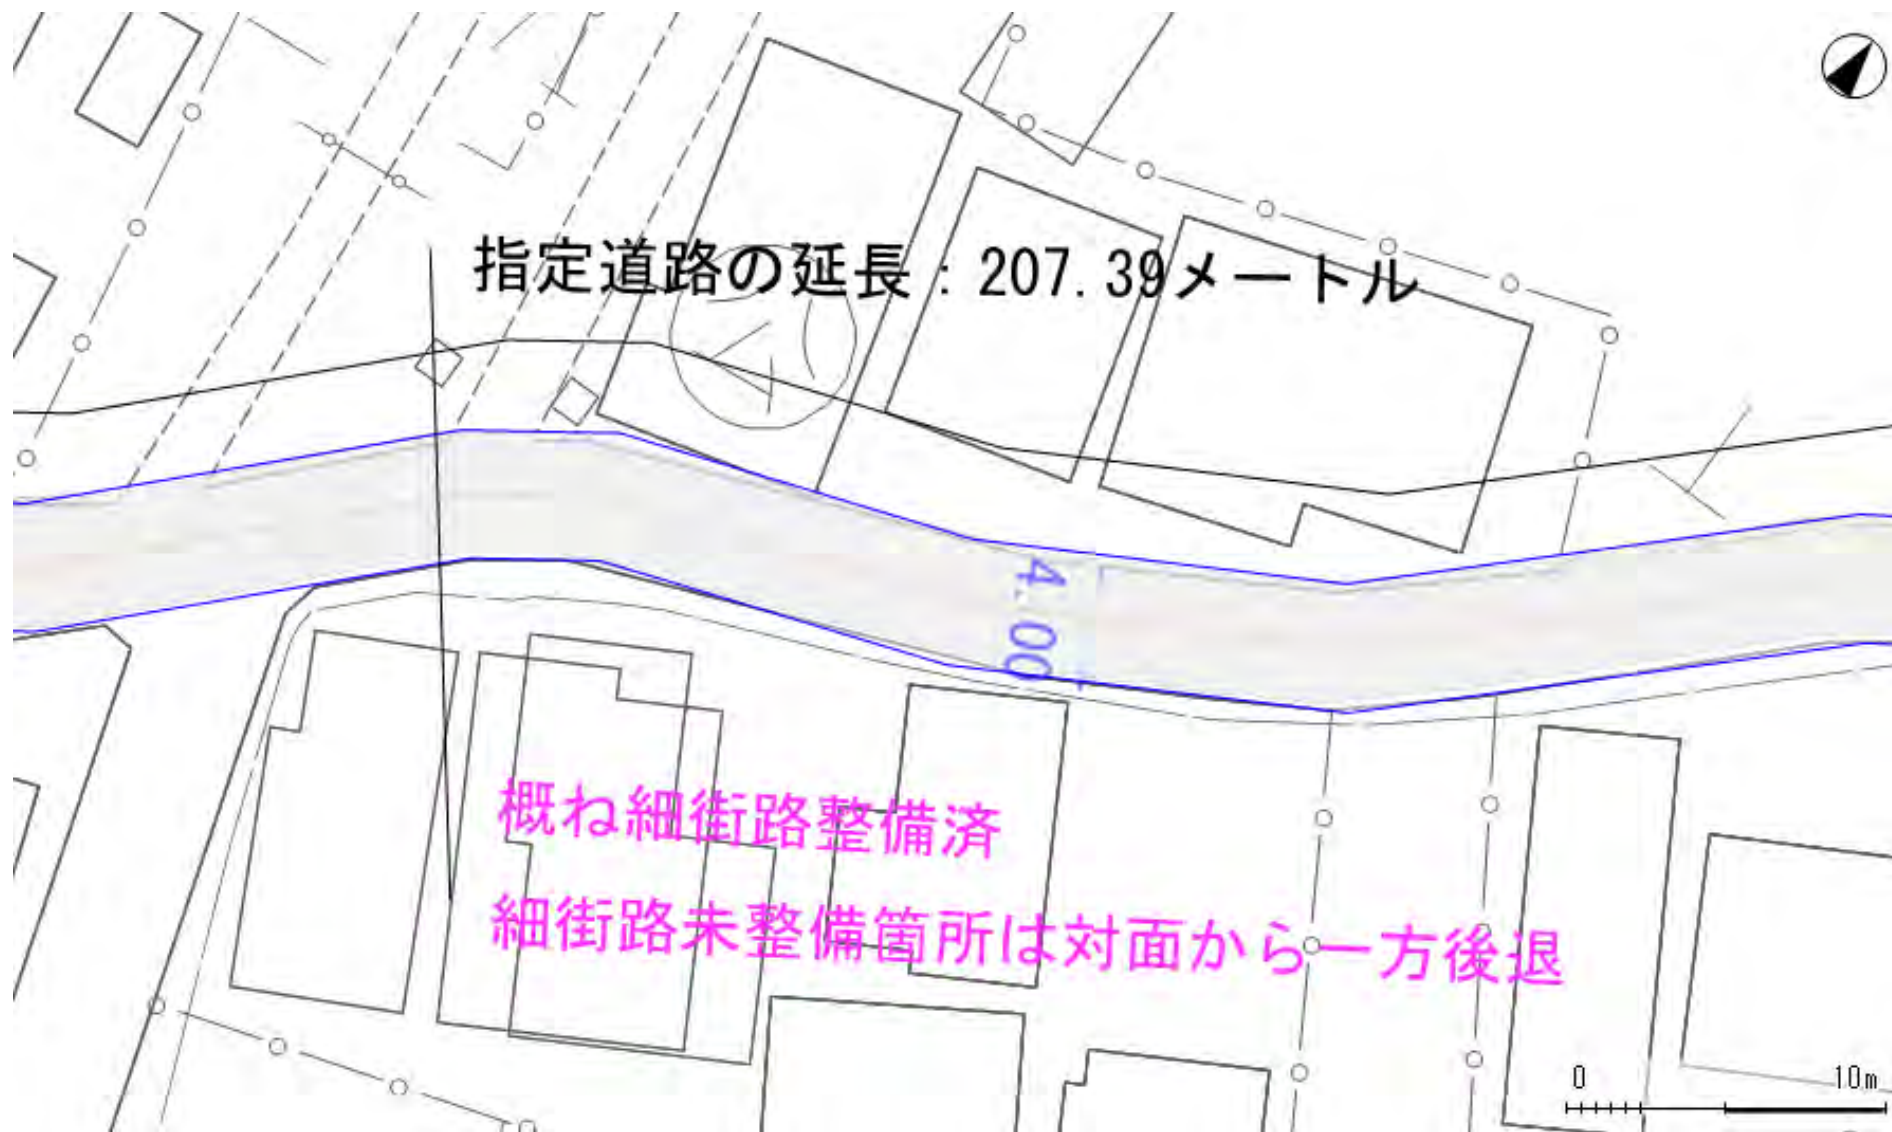 指定道路の延長：207.39メートル
4.00
概ね細街路整備済
細街路未整備箇所は対面から一方後退
0 10m